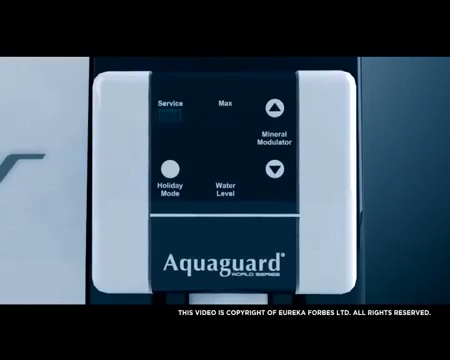 Service
Max
Mineral
Modulator
Holiday
Mode
Water
Level
Aquaguard®
WORLD SERIES
THIS VIDEO IS COPYRIGHT OF EUREKA FORBES LTD. ALL RIGHTS RESERVED.